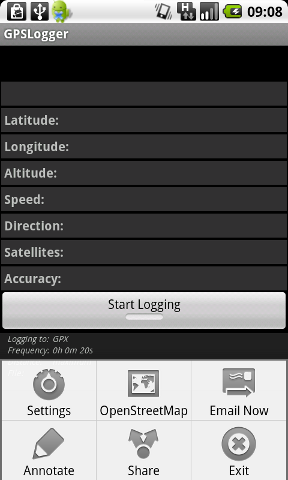 09:08
GPSLogger
Latitude:
Longitude:
Altitude:
Speed:
Direction:
Satellites:
Accuracy:
Start Logging
Logging to: GPX
Frequency: 0h 0m 20s
Settings
OpenStreetMap
Email Now
Annotate
Share
Exit